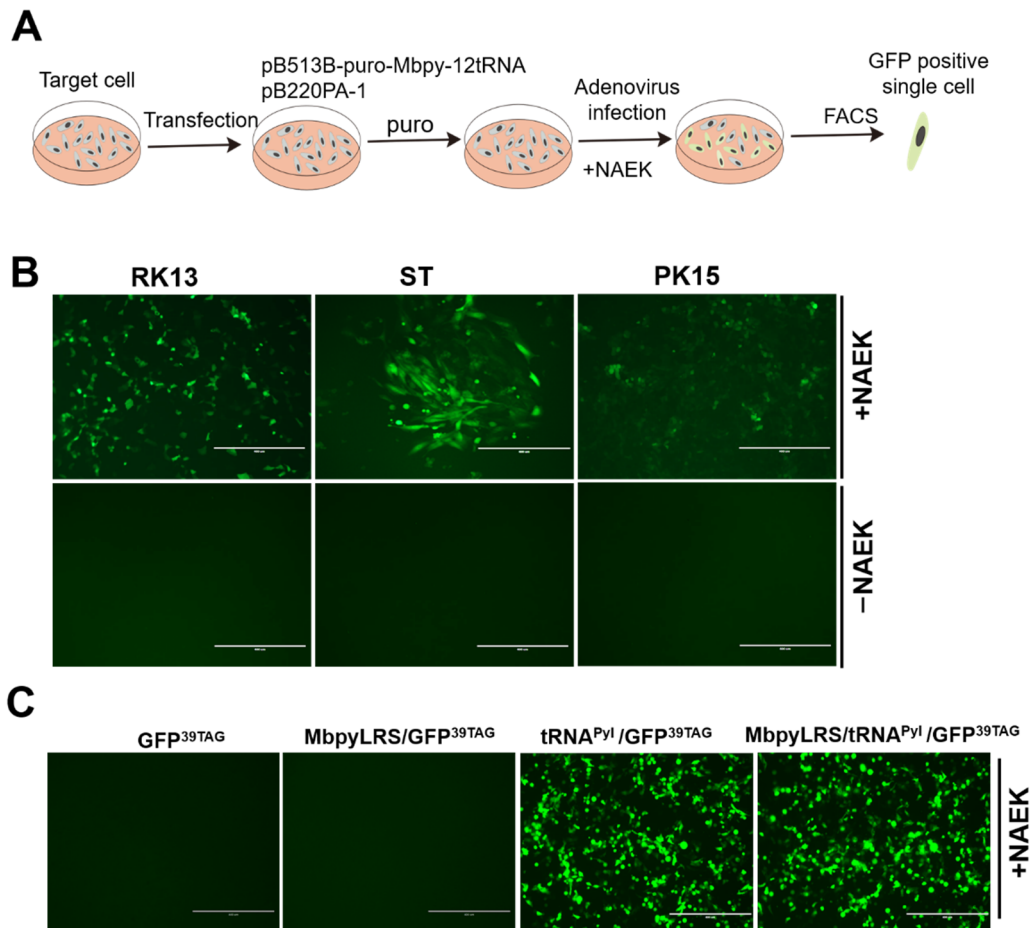 A
Target cell
Transfection
pB513B-puro-Mbpy-12tRNA
pB220PA-1
puro
Adenovirus
infection
+NAEK
FACS
GFP positive
single cell
B
RK13 ST PK15
+NAEK
−NAEK
C
GFP39TAG MbpyLRS/GFP39TAG tRNAPyl/GFP39TAG MbpyLRS/tRNAPyl/GFP39TAG
+NAEK